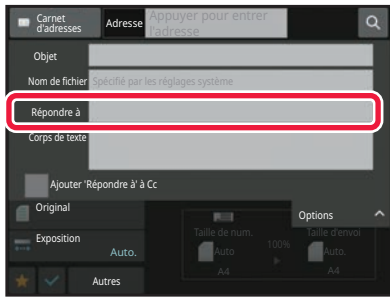 Carnet
d'adresses
Adresse
Appuyer pour entrer
l'adresse
Objet
Nom de fichier
Spécifié par les réglages système
Répondre à
Corps de texte
Ajouter 'Répondre à' à Cc
Original
Options
Exposition
Auto.
Taille de num.
Auto
A4
100%
Taille d'envoi
Auto.
A4
Autres